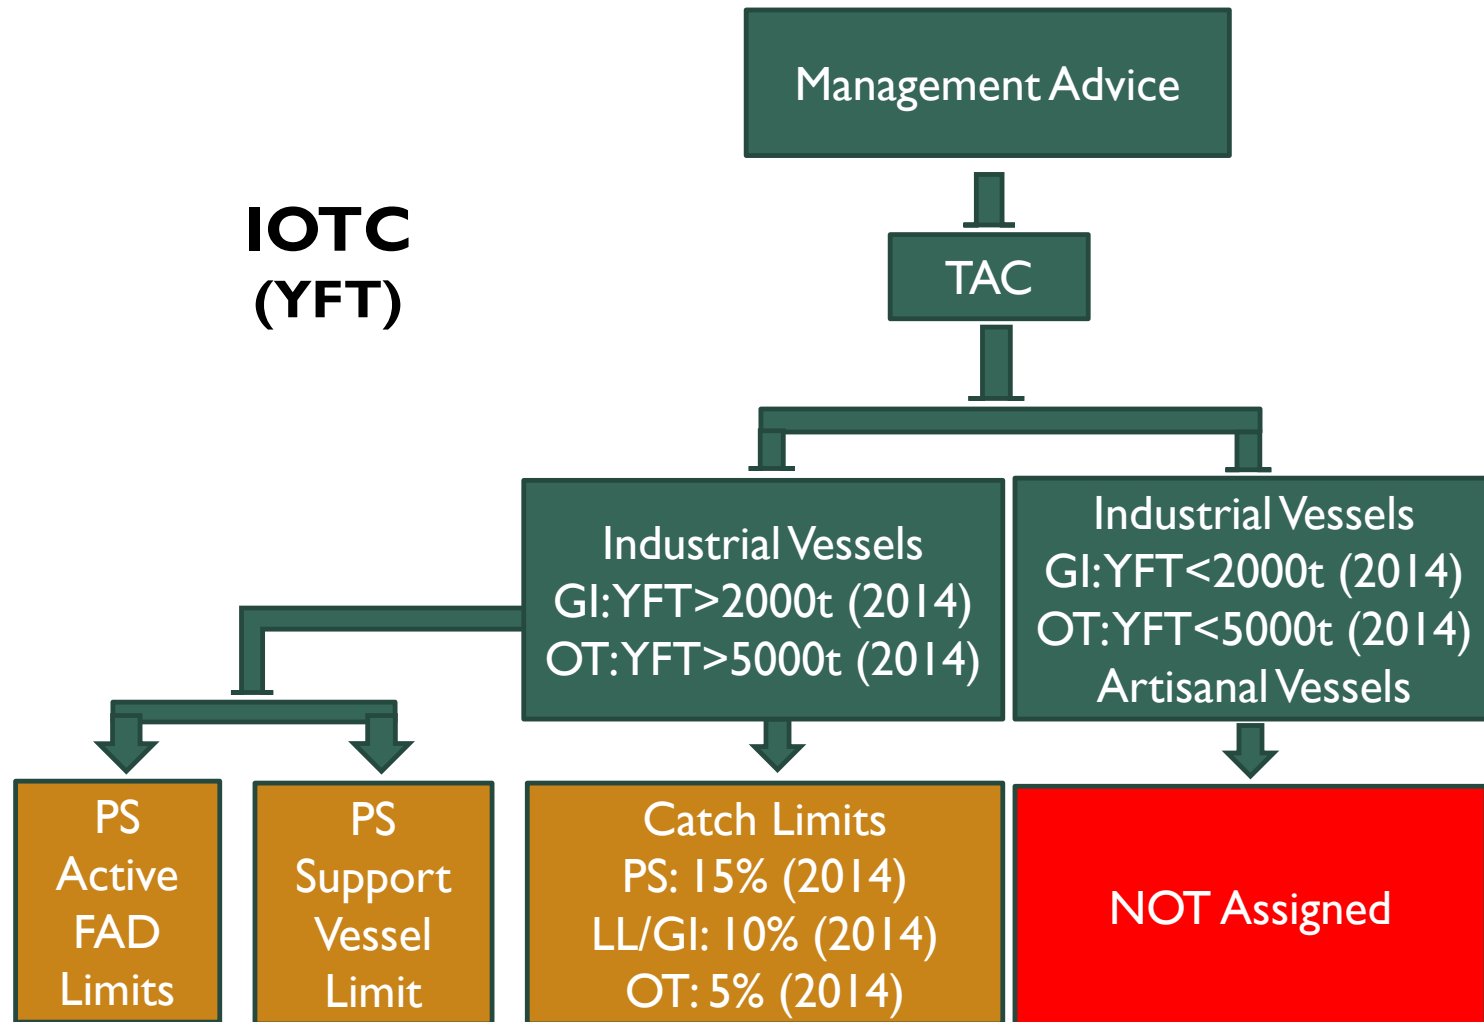 Management Advice
IOTC
(YFT)
TAC
Industrial Vessels
GI: YFT>2000t (2014)
OT: YFT>5000t (2014)
Industrial Vessels
GI: YFT<2000t (2014)
OT: YFT<5000t (2014)
Artisanal Vessels
PS
Active
FAD
Limits
PS
Support
Vessel
Limit
Catch Limits
PS: 15% (2014)
LL/GI: 10% (2014)
OT: 5% (2014)
NOT Assigned